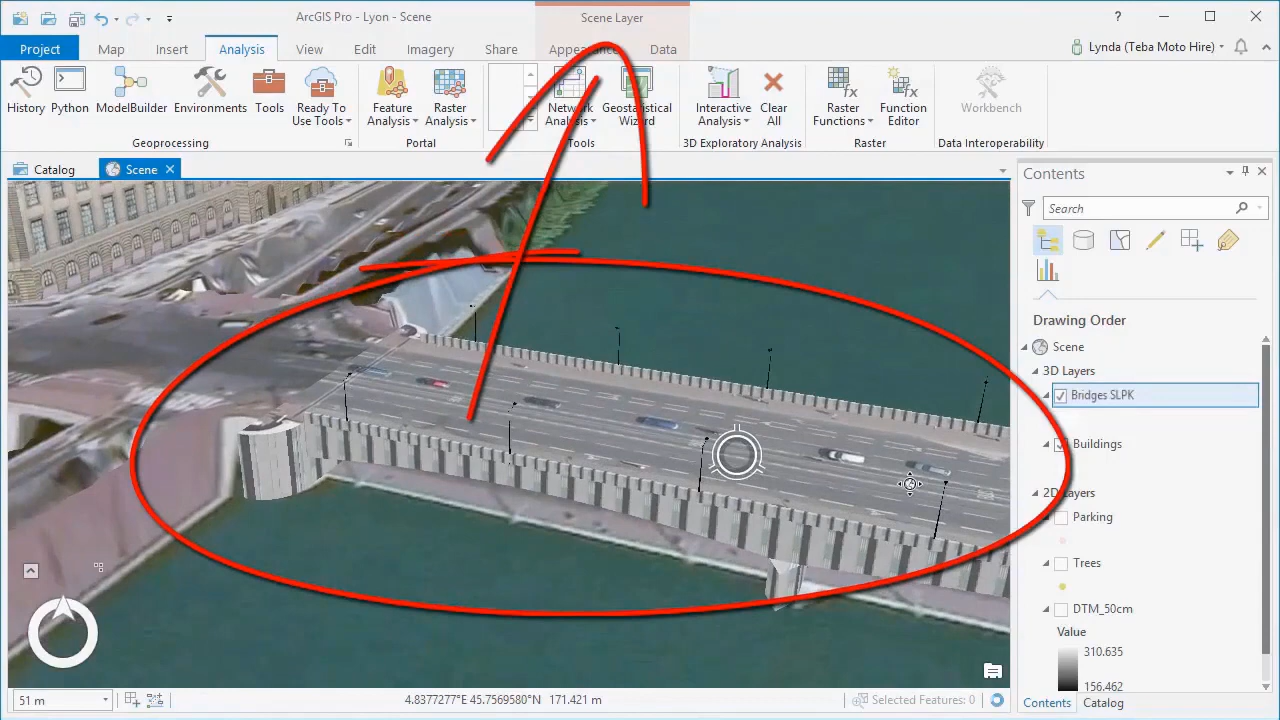 ArcGIS Pro - Lyon - Scene
Scene Layer
?
Project Map Insert Analysis View Edit Imagery Share Appearance Data
Lynda (Teba Moto Hire)
History Python ModelBuilder Environments Tools Ready To Use Tools
Feature Analysis Raster Analysis
Network Analysis Geostatistical Wizard
Interactive Analysis Clear All
Raster Functions Function Editor
Workbench
Geoprocessing Portal Tools 3D Exploratory Analysis Raster Data Interoperability
Catalog Scene
Contents
Search
Drawing Order
Scene
3D Layers
Bridges SLPK
Buildings
2D Layers
Parking
Trees
DTM_50cm
Value
310.635
156.462
51 m
4.8377277°E 45.7569580°N 171.421 m
Selected Features: 0
Contents Catalog